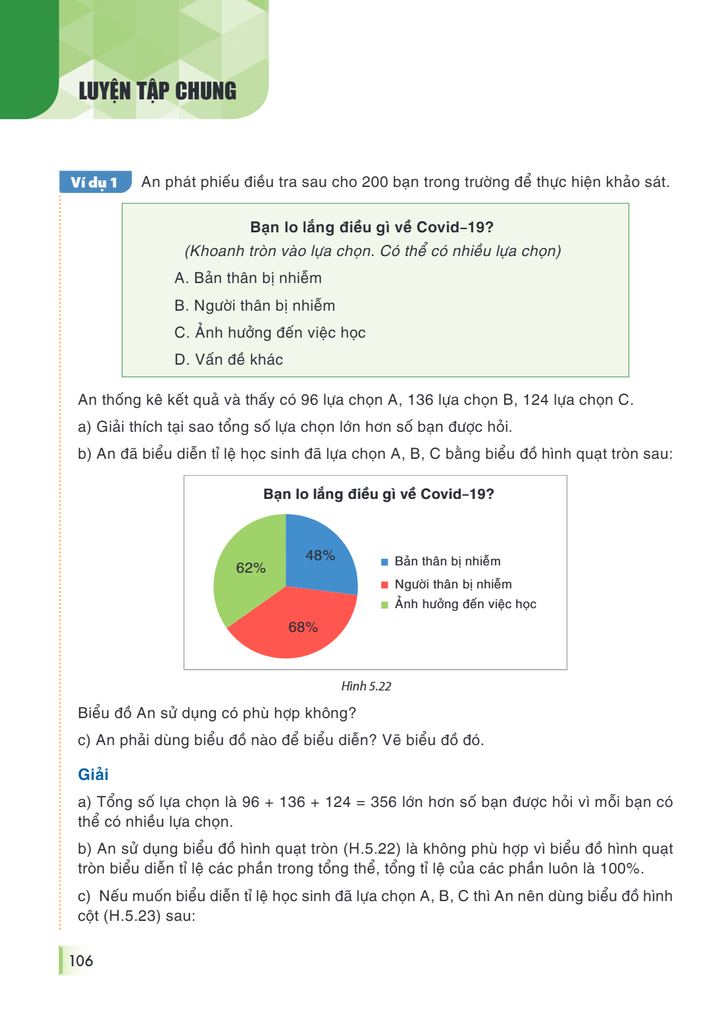 LUYỆN TẬP CHUNG
Ví dụ 1 An phát phiếu điều tra sau cho 200 bạn trong trường để thực hiện khảo sát.
Bạn lo lắng điều gì về Covid–19?
(Khoanh tròn vào lựa chọn. Có thể có nhiều lựa chọn)
A. Bản thân bị nhiễm
B. Người thân bị nhiễm
C. Ảnh hưởng đến việc học
D. Vấn đề khác
An thống kê kết quả và thấy có 96 lựa chọn A, 136 lựa chọn B, 124 lựa chọn C.
a) Giải thích tại sao tổng số lựa chọn lớn hơn số bạn được hỏi.
b) An đã biểu diễn tỉ lệ học sinh đã lựa chọn A, B, C bằng biểu đồ hình quạt tròn sau:
Bạn lo lắng điều gì về Covid–19?
48%
62%
68%
Bản thân bị nhiễm
Người thân bị nhiễm
Ảnh hưởng đến việc học
Hình 5.22
Biểu đồ An sử dụng có phù hợp không?
c) An phải dùng biểu đồ nào để biểu diễn? Vẽ biểu đồ đó.
Giải
a) Tổng số lựa chọn là 96 + 136 + 124 = 356 lớn hơn số bạn được hỏi vì mỗi bạn có
thể có nhiều lựa chọn.
b) An sử dụng biểu đồ hình quạt tròn (H.5.22) là không phù hợp vì biểu đồ hình quạt
tròn biểu diễn tỉ lệ các phần trong tổng thể, tổng tỉ lệ của các phần luôn là 100%.
c) Nếu muốn biểu diễn tỉ lệ học sinh đã lựa chọn A, B, C thì An nên dùng biểu đồ hình
cột (H.5.23) sau:
106